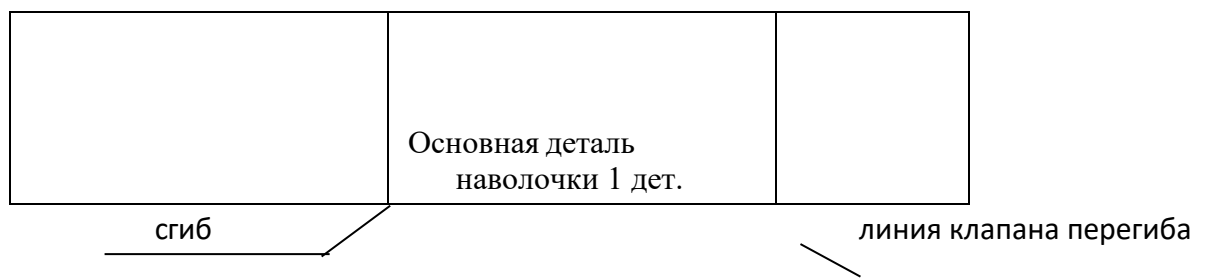 Основная деталь
наволочки 1 дет.
сгиб
линия клапана перегиба